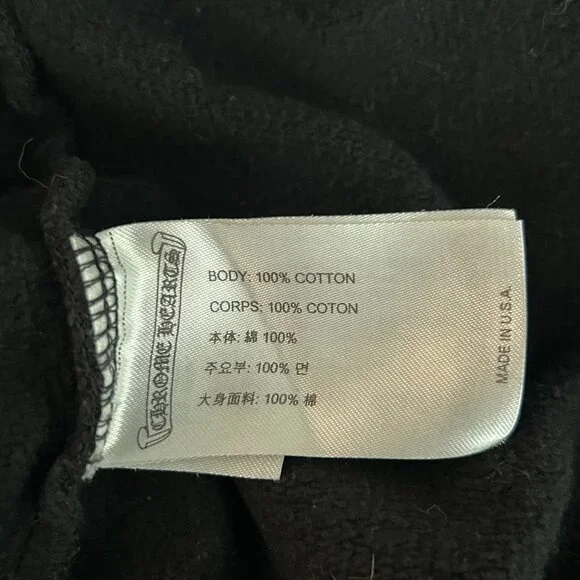 CHROME HEARTS
BODY: 100% COTTON
CORPS: 100% COTON
本体: 綿 100%
주요부: 100% 면
大身面料: 100% 棉
MADE IN U.S.A.